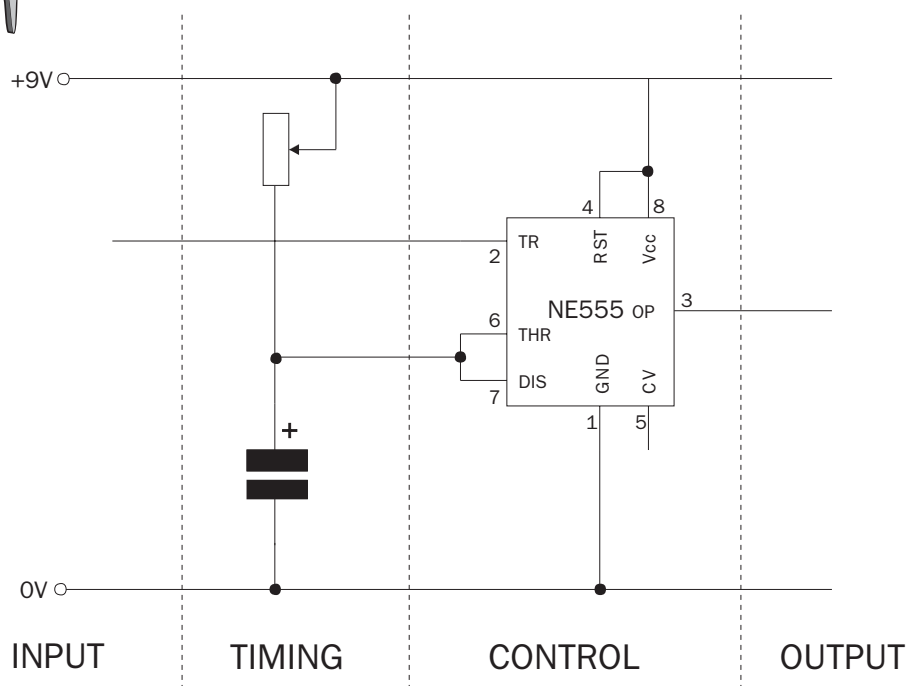 +9V
4
8
TR
RST
Vcc
2
NE555 OP
3
6
THR
DIS
GND
CV
7
1
5
+
0V
INPUT
TIMING
CONTROL
OUTPUT